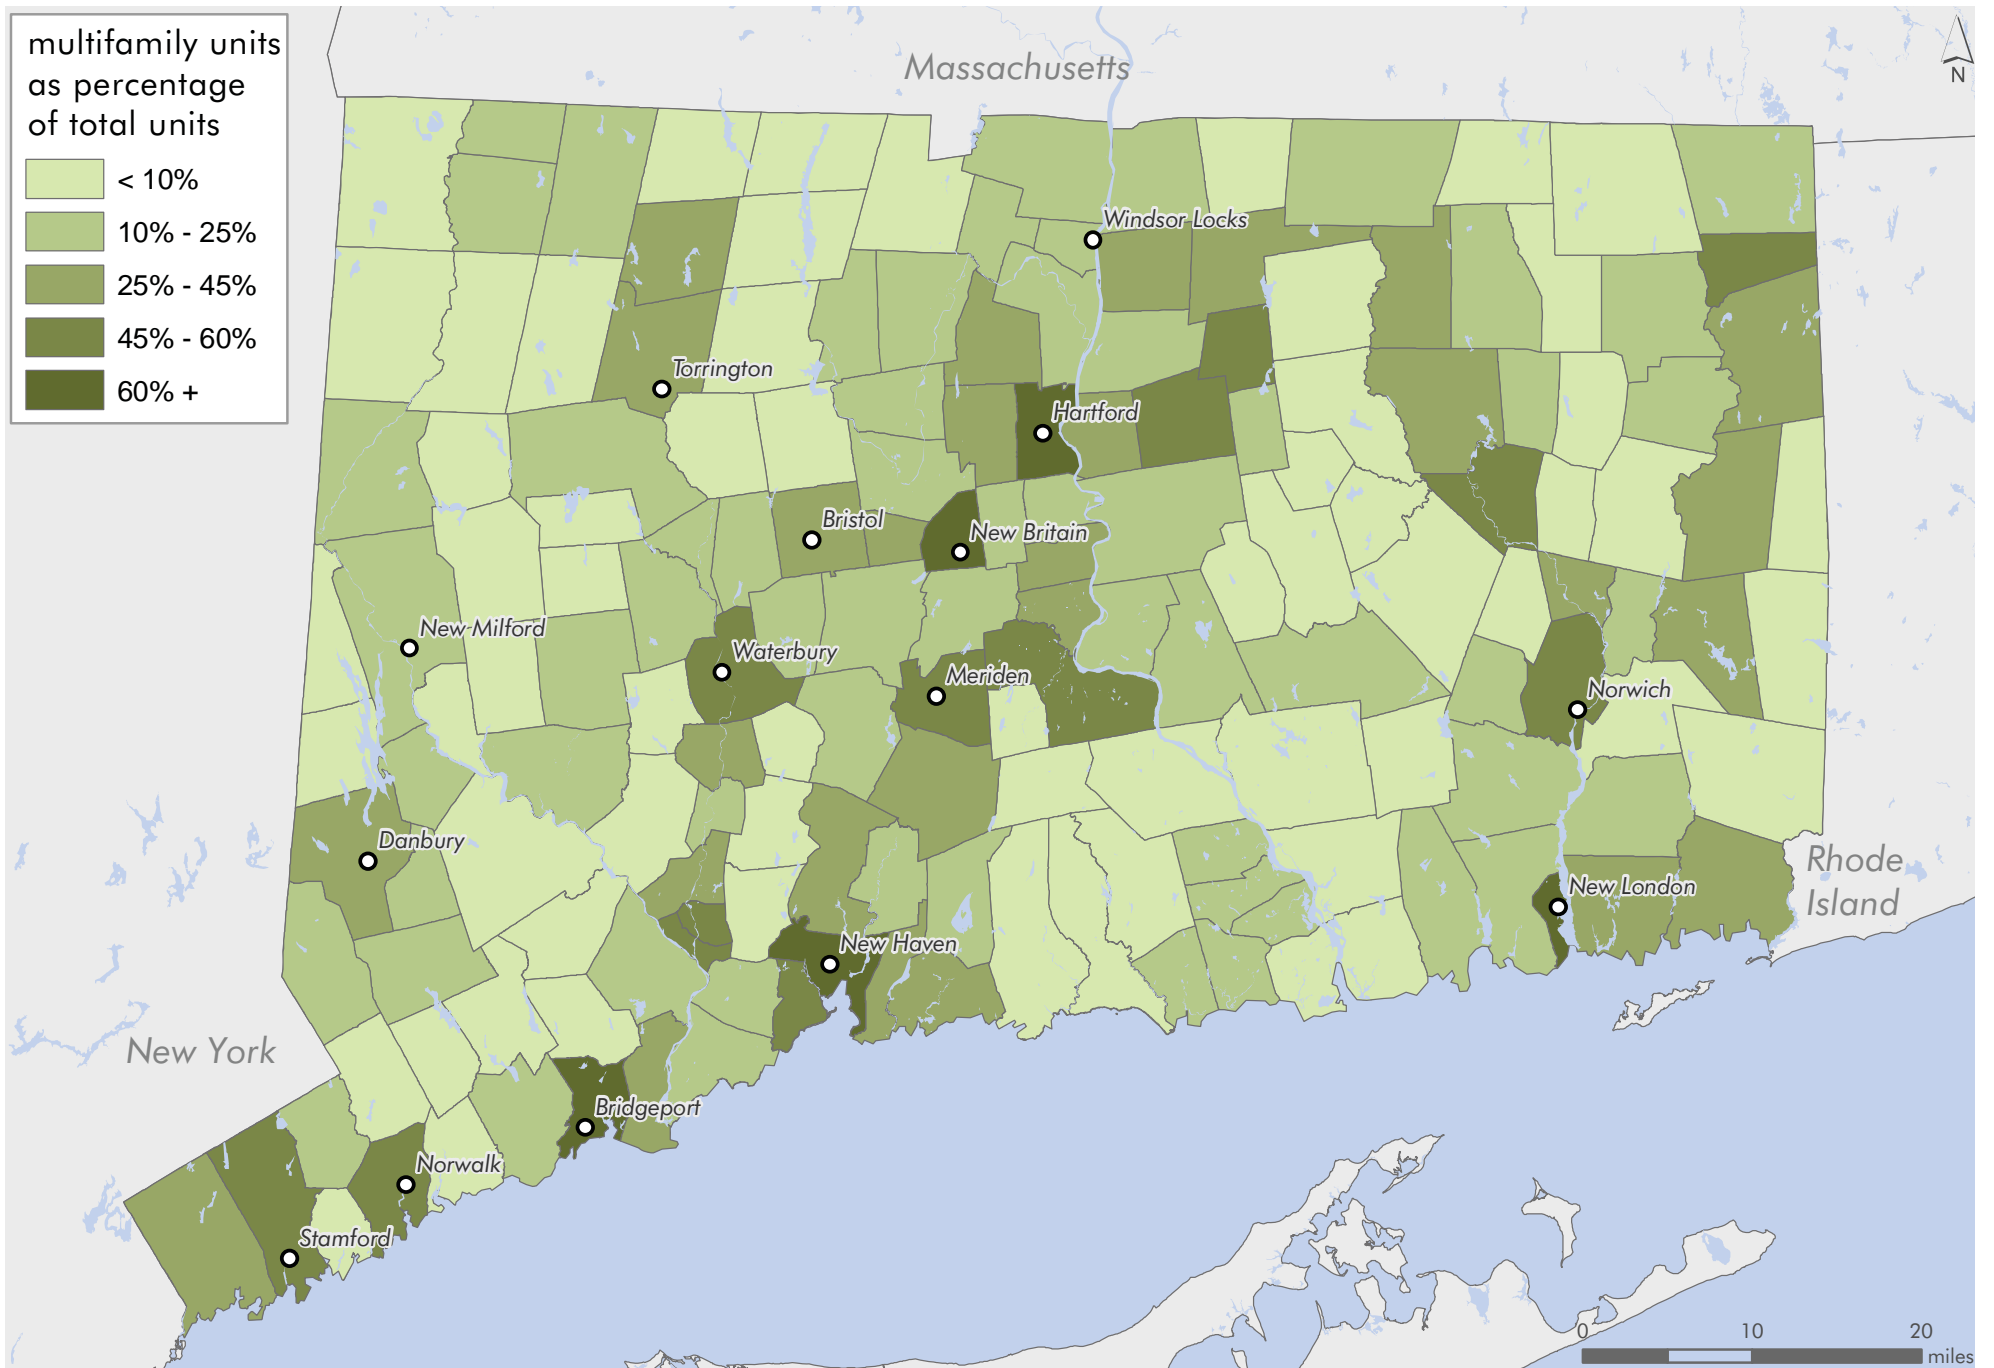 multifamily units
as percentage
of total units
< 10%
10% - 25%
25% - 45%
45% - 60%
60% +
Massachusetts
N
Windsor Locks
Torrington
Hartford
Bristol
New Britain
New Milford
Waterbury
Meriden
Norwich
Danbury
Rhode
Island
New London
New Haven
New York
Bridgeport
Norwalk
Stamford
0 10 20
miles